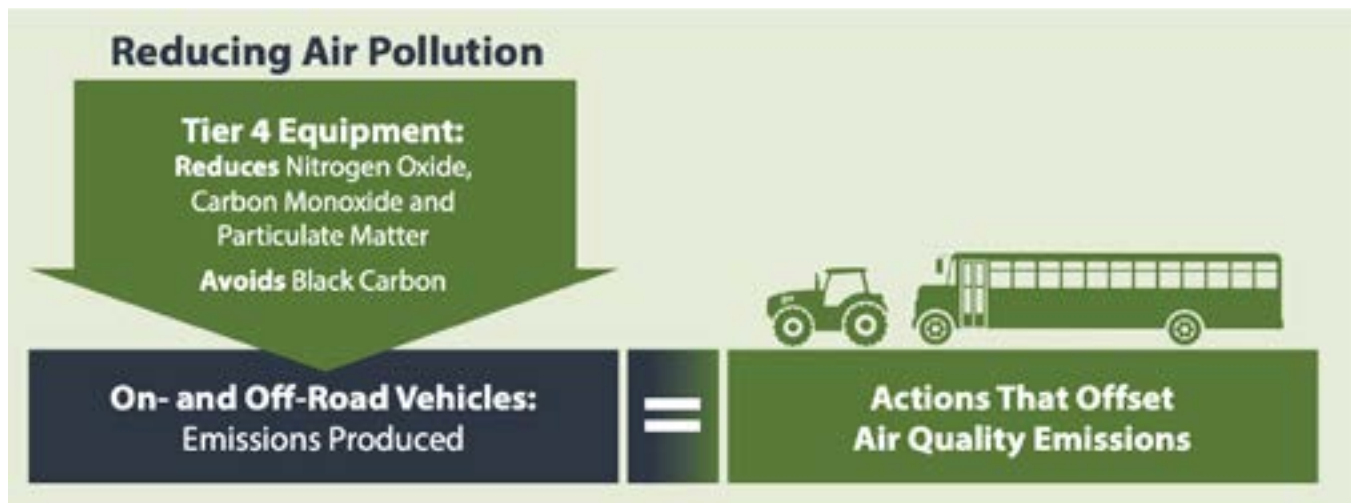 Reducing Air Pollution
Tier 4 Equipment:
Reduces Nitrogen Oxide,
Carbon Monoxide and
Particulate Matter
Avoids Black Carbon
On- and Off-Road Vehicles:
Emissions Produced
=
Actions That Offset
Air Quality Emissions